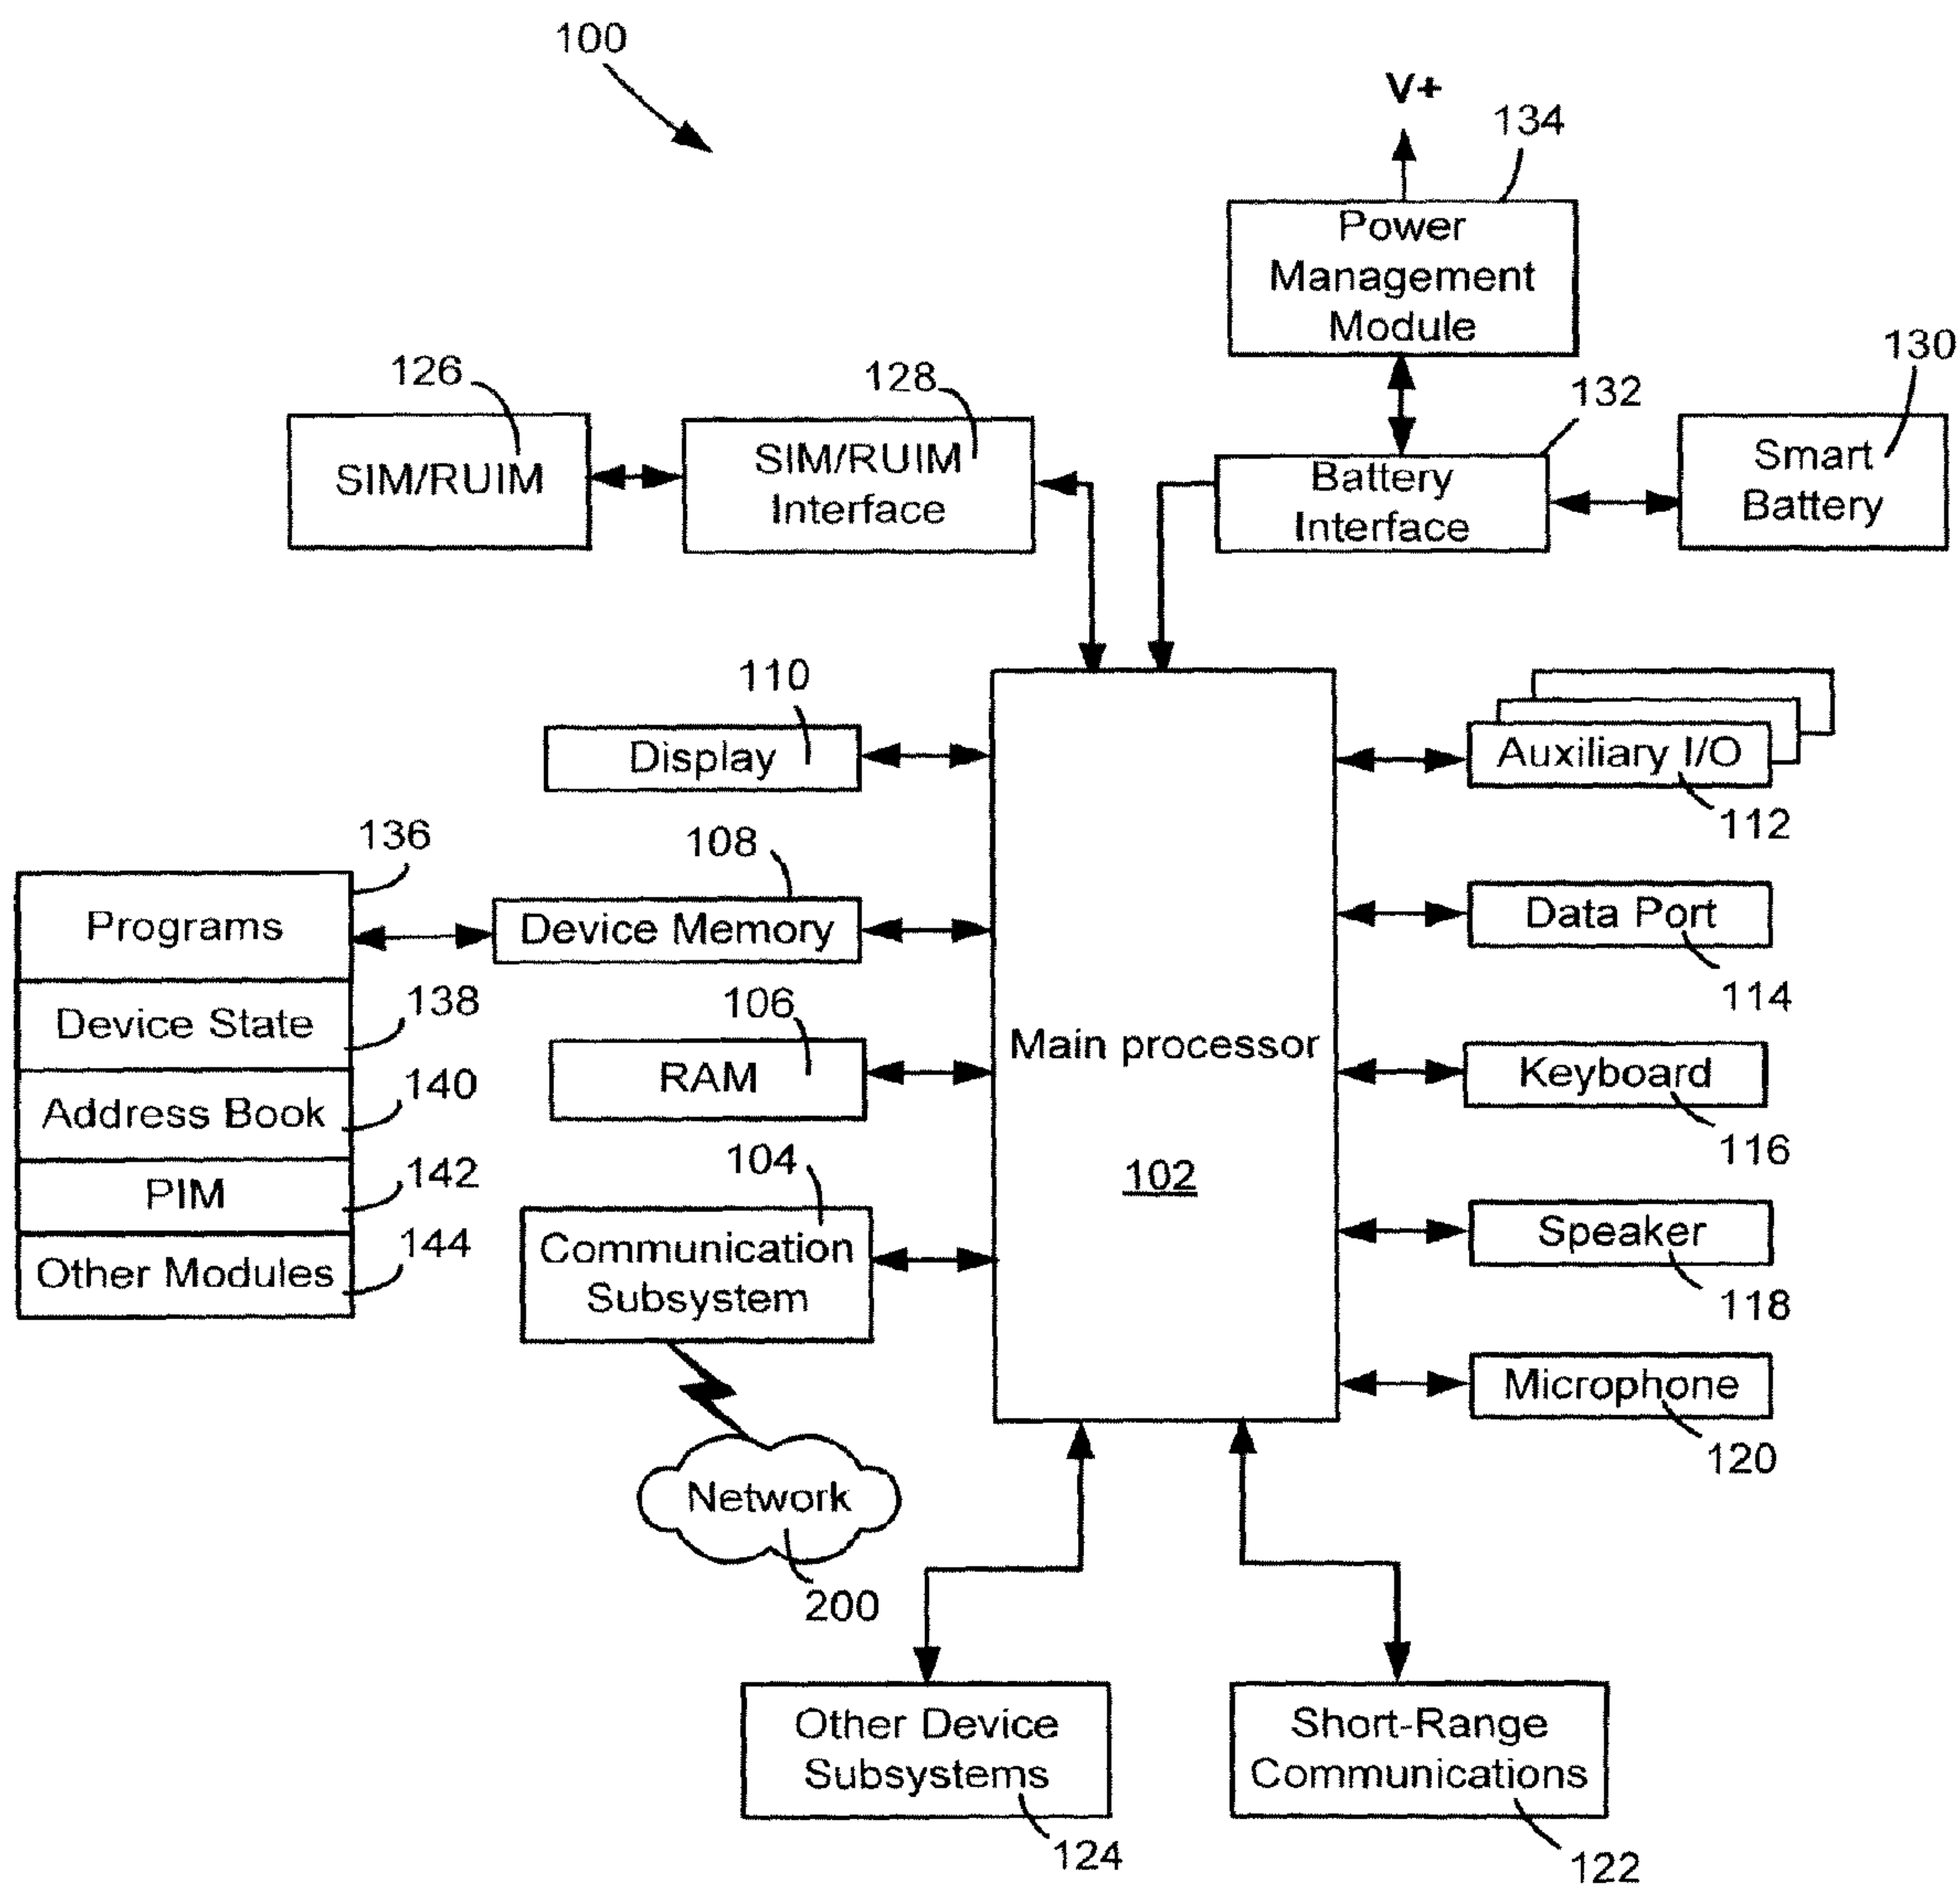 100
V+
134
Power
Management
Module
130
126
128
132
SIM/RUIM
SIM/RUIM
Interface
Battery
Interface
Smart
Battery
110
Display
Auxiliary I/O
112
136
108
Programs
Device Memory
Data Port
114
Device State
138
106
RAM
Main processor
102
Keyboard
116
Address Book
140
PIM
142
104
Communication
Subsystem
Speaker
118
Other Modules
144
Microphone
120
Network
200
Other Device
Subsystems
124
Short-Range
Communications
122